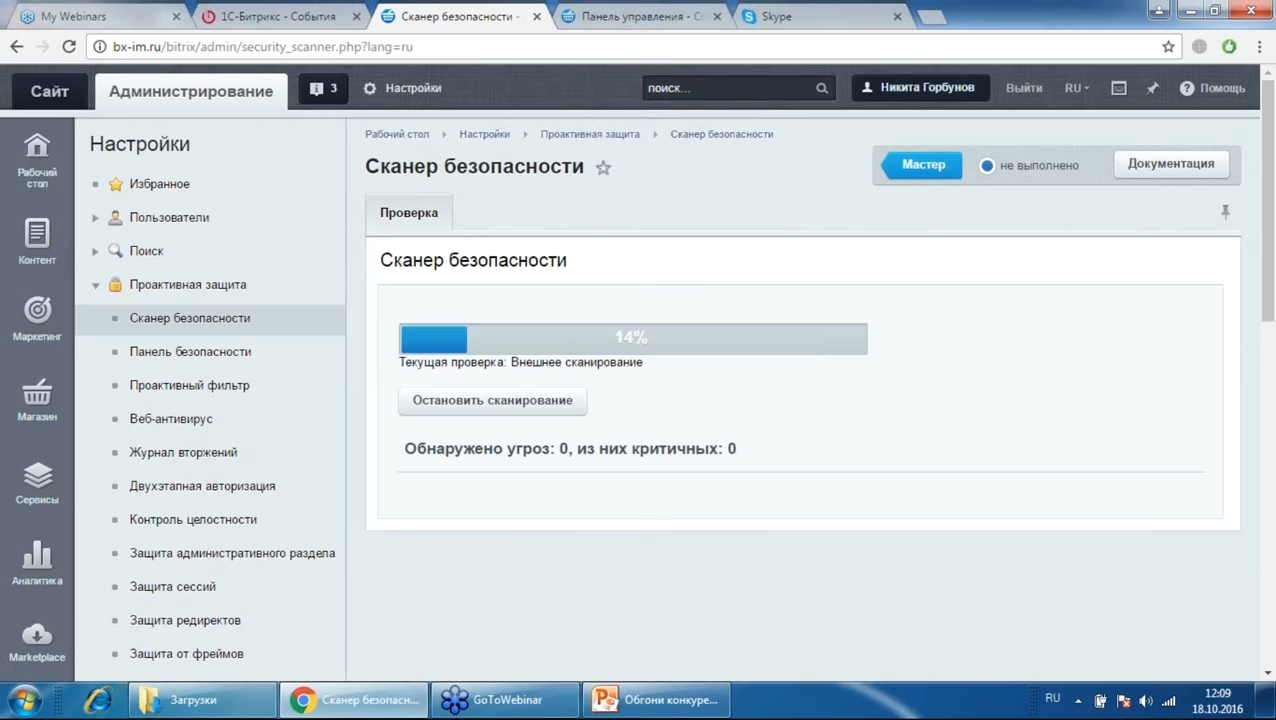 My Webinars
1С-Битрикс - События
Сканер безопасности -
Панель управления - С
Skype
bx-im.ru/bitrix/admin/security_scanner.php?lang=ru
Сайт
Администрирование
3
Настройки
поиск...
Никита Горбунов
Выйти
RU
Помощь
Рабочий стол
Контент
Маркетинг
Магазин
Сервисы
Аналитика
Marketplace
Настройки
Избранное
Пользователи
Поиск
Проактивная защита
Сканер безопасности
Панель безопасности
Проактивный фильтр
Веб-антивирус
Журнал вторжений
Двухэтапная авторизация
Контроль целостности
Защита административного раздела
Защита сессий
Защита редиректов
Защита от фреймов
Рабочий стол Настройки Проактивная защита Сканер безопасности
Сканер безопасности
Мастер
не выполнено
Документация
Проверка
Сканер безопасности
14%
Текущая проверка: Внешнее сканирование
Остановить сканирование
Обнаружено угроз: 0, из них критичных: 0
Загрузки
Сканер безопасн...
GoToWebinar
Обгони конкуре...
RU
12:09
18.10.2016